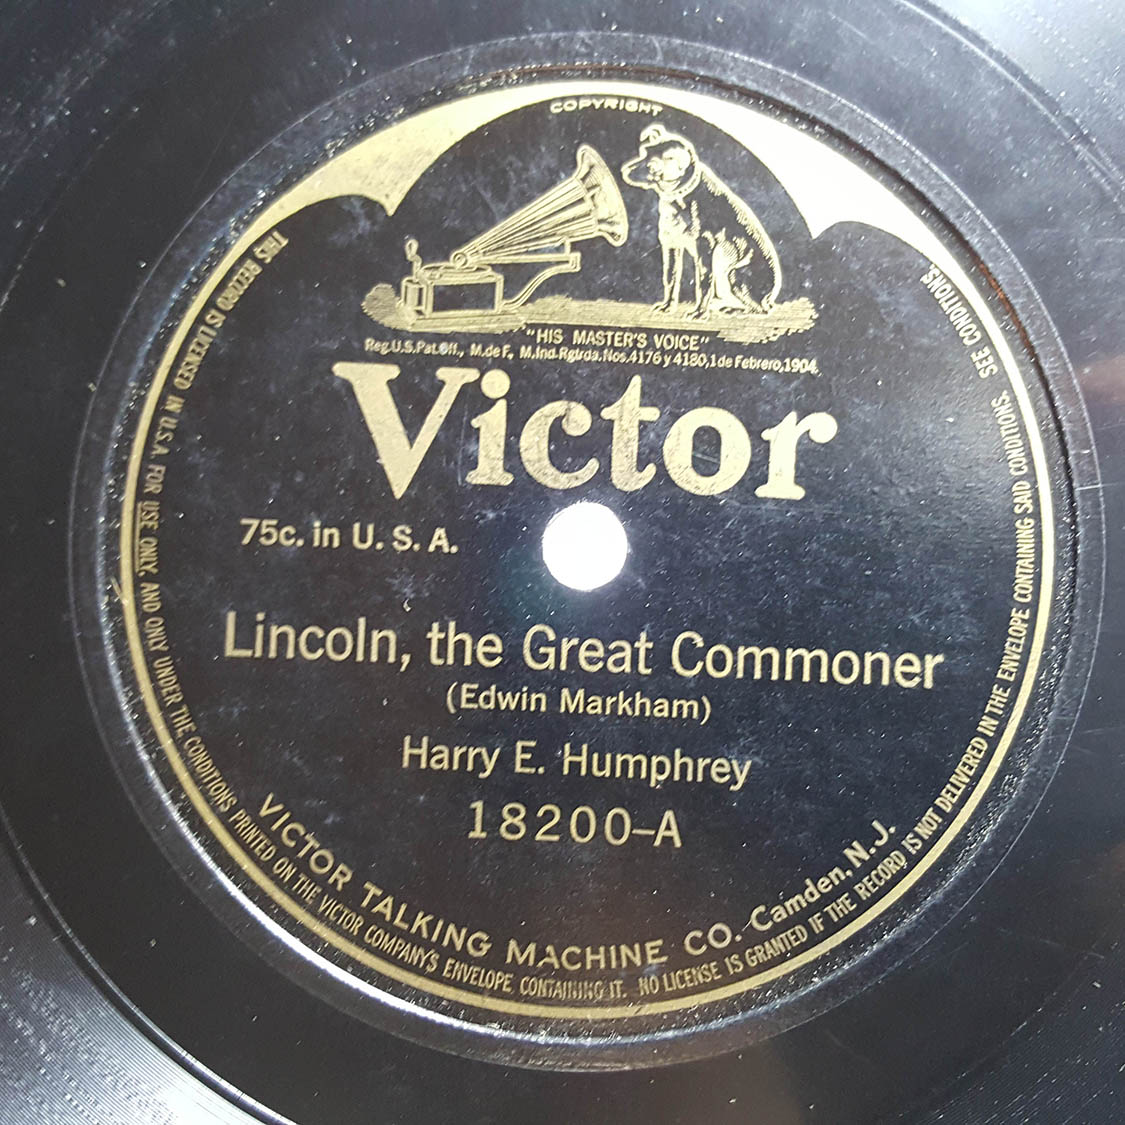 COPYRIGHT
"HIS MASTER'S VOICE"
Reg.U.S.Pat.Off., M.de F, M.Ind.Rgtrda.Nos.4176 y 4180,1 de Febrero,1904.
Victor
75c. in U. S. A.
Lincoln, the Great Commoner
(Edwin Markham)
Harry E. Humphrey
18200-A
VICTOR TALKING MACHINE CO. Camden, N. J.
THIS RECORD IS LICENSED IN U.S.A. FOR USE ONLY, AND ONLY UNDER THE CONDITIONS PRINTED ON THE VICTOR COMPANY'S ENVELOPE CONTAINING IT. NO LICENSE IS GRANTED IF THE RECORD IS NOT DELIVERED IN THE ENVELOPE CONTAINING SAID CONDITIONS. SEE CONDITIONS.